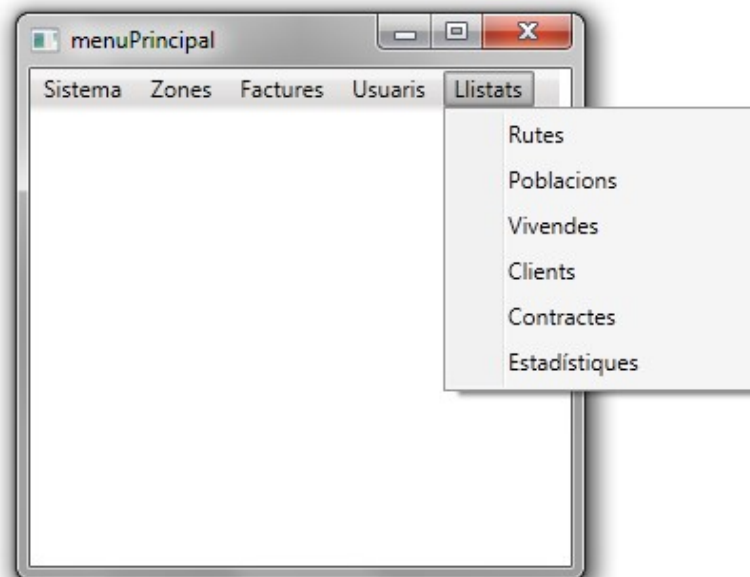 menuPrincipal
Sistema Zones Factures Usuaris Llistats
Rutes
Poblacions
Vivendes
Clients
Contractes
Estadístiques